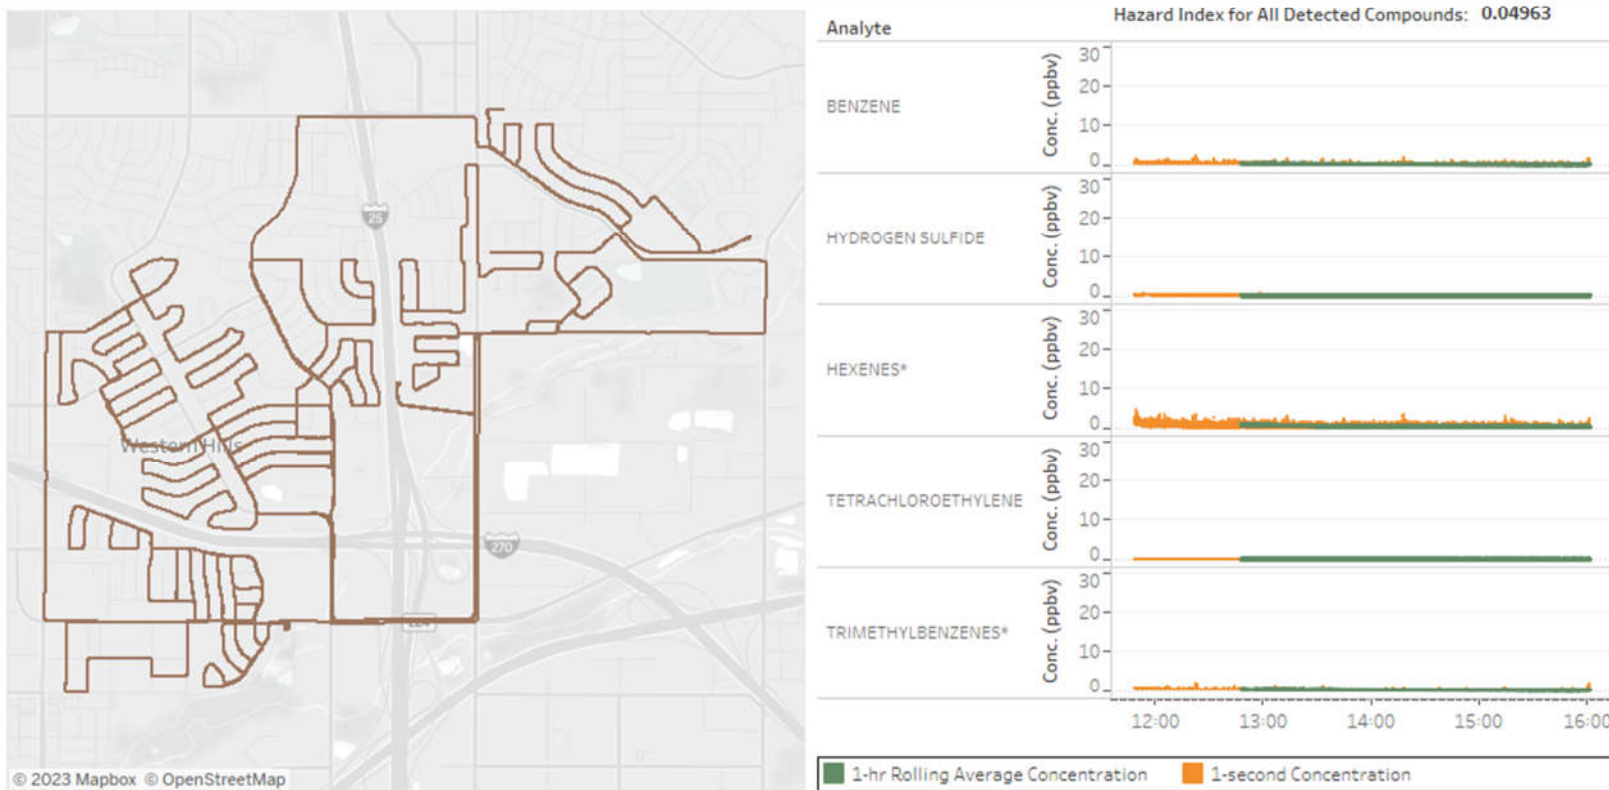 25
Western Hills
270
224
© 2023 Mapbox © OpenStreetMap
Analyte
Hazard Index for All Detected Compounds: 0.04963
BENZENE
Conc. (ppbv)
30
20
10
0
HYDROGEN SULFIDE
Conc. (ppbv)
30
20
10
0
HEXENES*
Conc. (ppbv)
30
20
10
0
TETRACHLOROETHYLENE
Conc. (ppbv)
30
20
10
0
TRIMETHYLBENZENES*
Conc. (ppbv)
30
20
10
0
12:00 13:00 14:00 15:00 16:00
1-hr Rolling Average Concentration 1-second Concentration